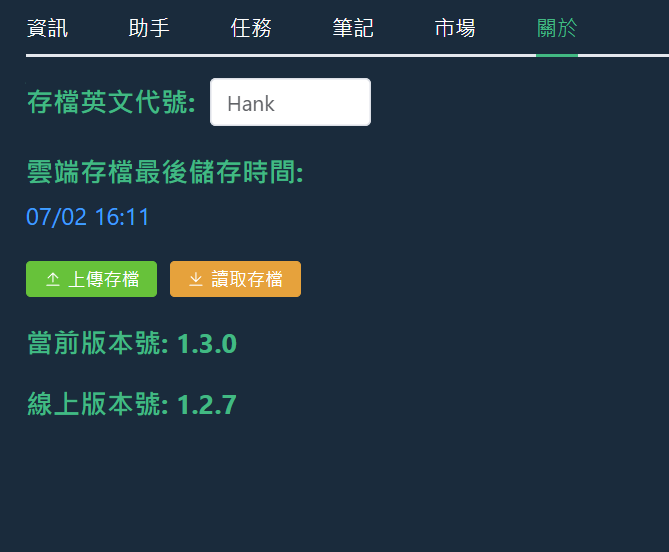 資訊 助手 任務 筆記 市場 關於
存檔英文代號: Hank
雲端存檔最後儲存時間:
07/02 16:11
上傳存檔 讀取存檔
當前版本號: 1.3.0
線上版本號: 1.2.7